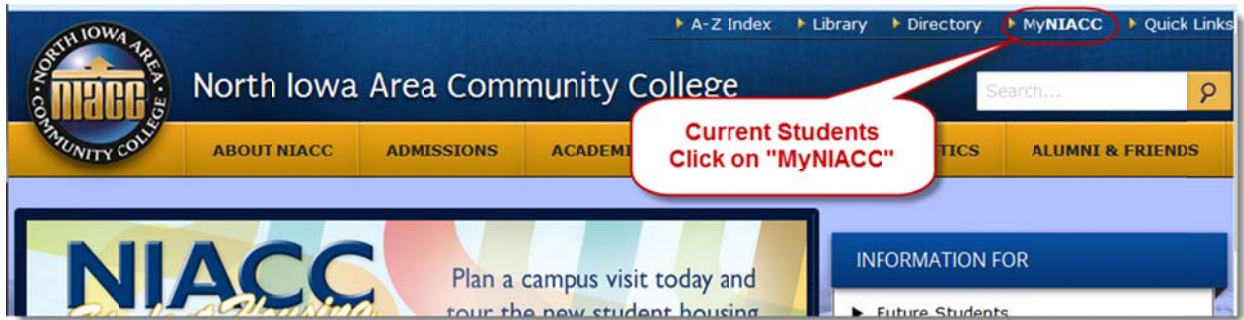 A-Z Index Library Directory MyNIACC Quick Links
NORTH IOWA AREA
NIACC
COMMUNITY COLLEGE
North Iowa Area Community College
Search...
Current Students
Click on "MyNIACC"
ABOUT NIACC ADMISSIONS ALUMNI & FRIENDS
NIACC
Student Housing
Plan a campus visit today and
tour the new student housing
INFORMATION FOR
Future Students